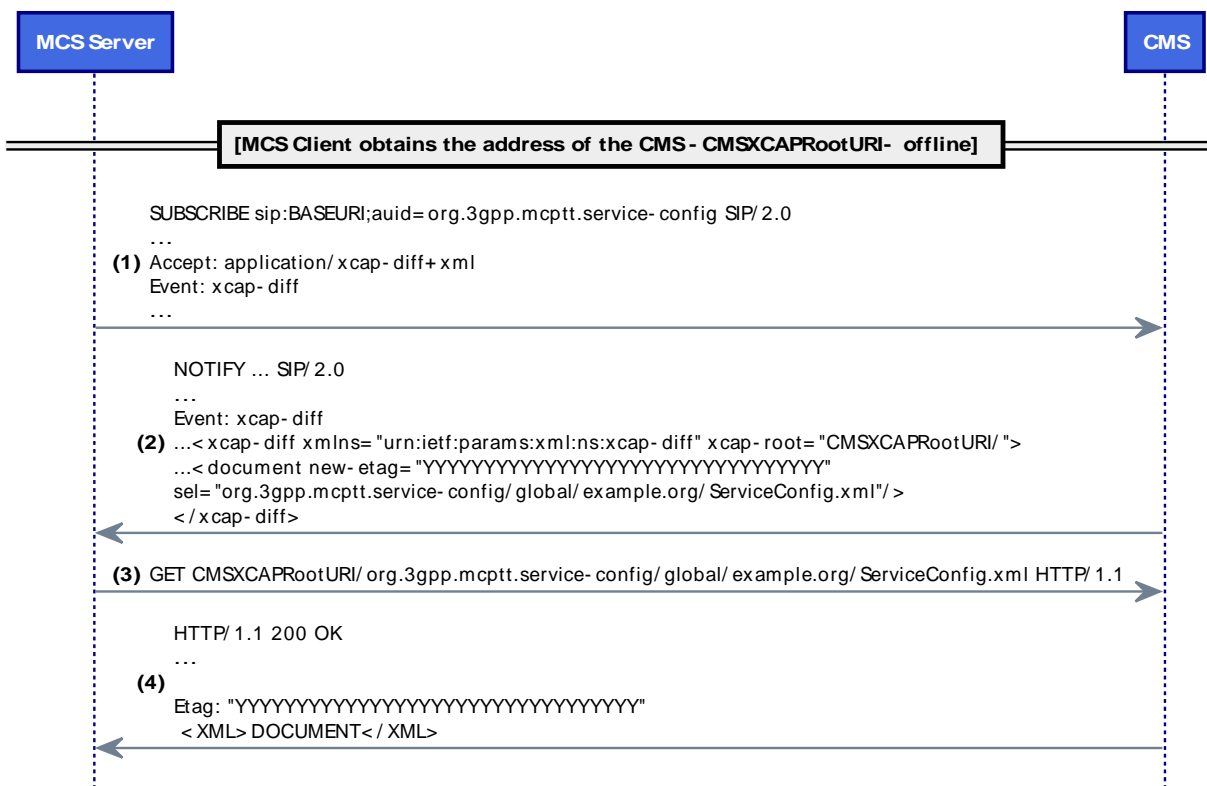 MCS Server
CMS
[MCS Client obtains the address of the CMS - CMSXCAPRootURI- offline]
SUBSCRIBE sip:BASEURI;auid=org.3gpp.mcptt.service-config SIP/2.0
...
(1) Accept: application/xcap-diff+xml
Event: xcap-diff
...
NOTIFY ... SIP/2.0
...
Event: xcap-diff
(2) ...<xcap-diff xmlns="urn:ietf:params:xml:ns:xcap-diff" xcap-root="CMSXCAPRootURI/">
...<document new-etag="YYYYYYYYYYYYYYYYYYYYYYYYYYYYYYYYY"
sel="org.3gpp.mcptt.service-config/global/example.org/ServiceConfig.xml"/>
</xcap-diff>
(3) GET CMSXCAPRootURI/org.3gpp.mcptt.service-config/global/example.org/ServiceConfig.xml HTTP/1.1
HTTP/1.1 200 OK
...
(4)
Etag: "YYYYYYYYYYYYYYYYYYYYYYYYYYYYYYYYY"
<XML>DOCUMENT</XML>